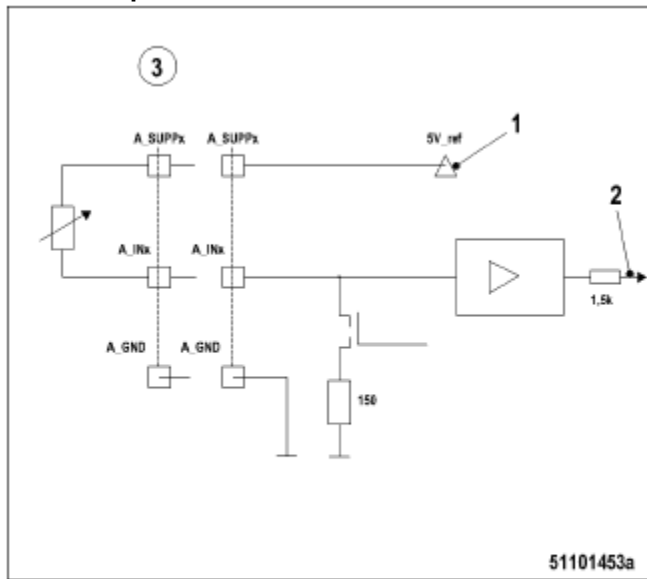 3
A_SUPPx A_SUPPx 5V_ref 1
2
A_INx A_INx
1,5k
A_GND A_GND
150
51101453a